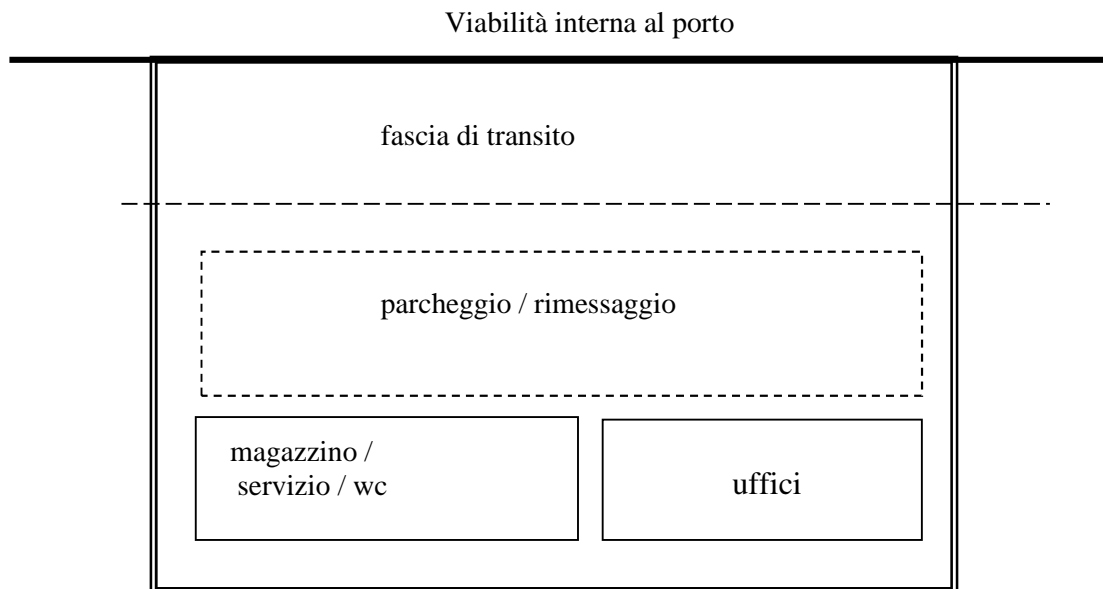 Viabilità interna al porto
fascia di transito
parcheggio / rimessaggio
magazzino /
servizio / wc
uffici